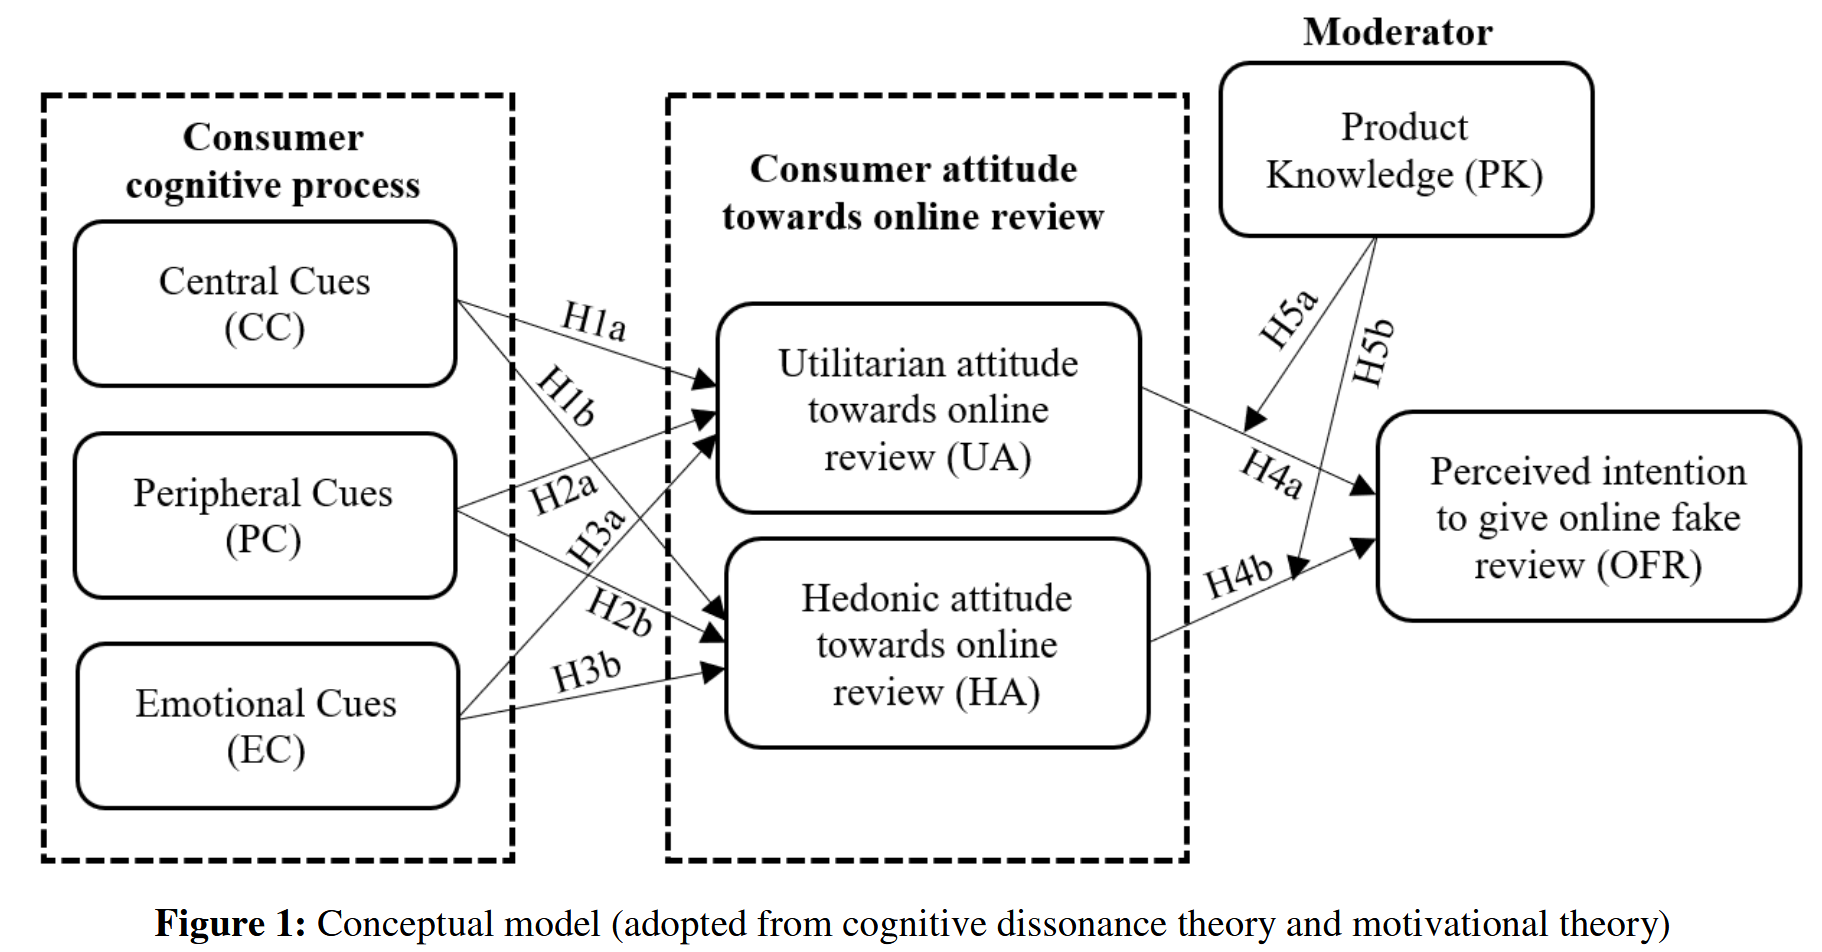 Moderator
Product
Knowledge (PK)
Consumer
cognitive process
Central Cues
(CC)
Peripheral Cues
(PC)
Emotional Cues
(EC)
H1a
H1b
H2a
H3a
H2b
H3b
Consumer attitude
towards online review
Utilitarian attitude
towards online
review (UA)
Hedonic attitude
towards online
review (HA)
H5a
H5b
H4a
H4b
Perceived intention
to give online fake
review (OFR)
Figure 1: Conceptual model (adopted from cognitive dissonance theory and motivational theory)